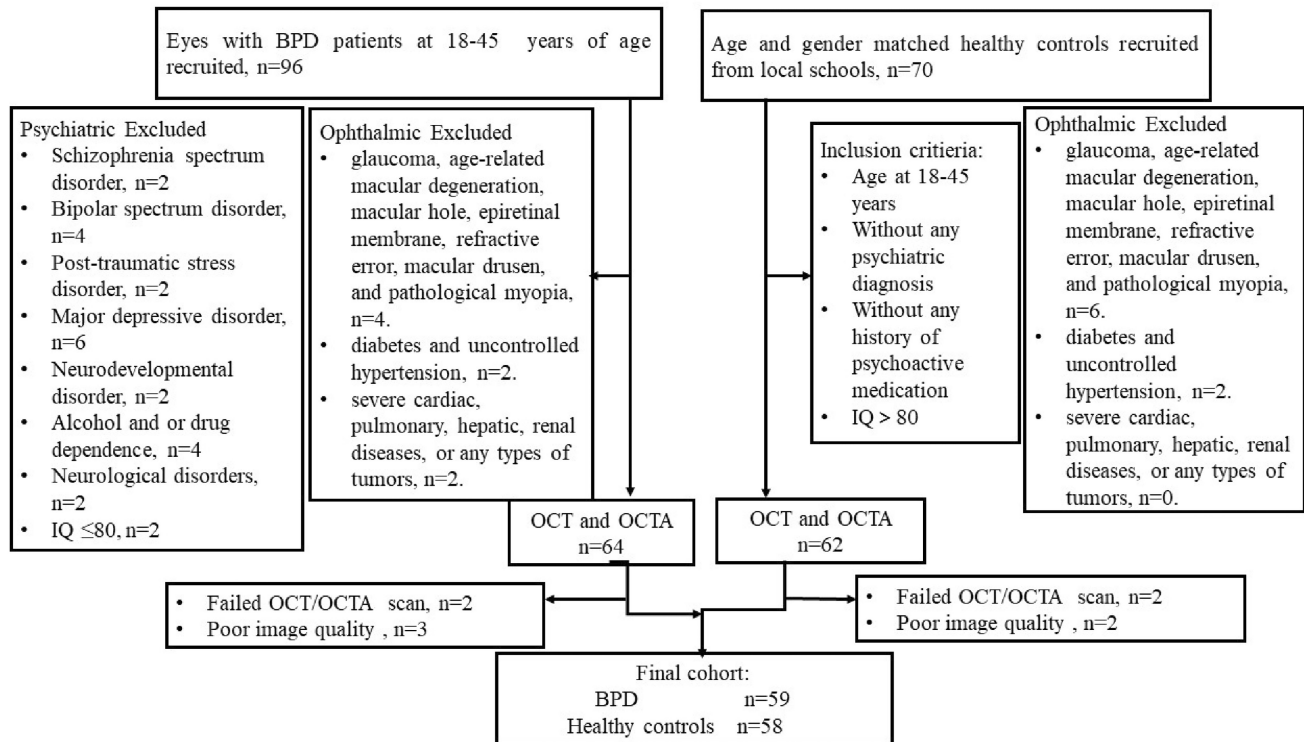 Eyes with BPD patients at 18-45 years of age
recruited, n=96
Age and gender matched healthy controls recruited
from local schools, n=70
Psychiatric Excluded
• Schizophrenia spectrum
disorder, n=2
• Bipolar spectrum disorder,
n=4
• Post-traumatic stress
disorder, n=2
• Major depressive disorder,
n=6
• Neurodevelopmental
disorder, n=2
• Alcohol and or drug
dependence, n=4
• Neurological disorders,
n=2
• IQ ≤80, n=2
Ophthalmic Excluded
• glaucoma, age-related
macular degeneration,
macular hole, epiretinal
membrane, refractive
error, macular drusen,
and pathological myopia,
n=4.
• diabetes and uncontrolled
hypertension, n=2.
• severe cardiac,
pulmonary, hepatic, renal
diseases, or any types of
tumors, n=2.
Inclusion critieria:
• Age at 18-45
years
• Without any
psychiatric
diagnosis
• Without any
history of
psychoactive
medication
• IQ > 80
Ophthalmic Excluded
• glaucoma, age-related
macular degeneration,
macular hole, epiretinal
membrane, refractive
error, macular drusen,
and pathological myopia,
n=6.
• diabetes and
uncontrolled
hypertension, n=2.
• severe cardiac,
pulmonary, hepatic, renal
diseases, or any types of
tumors, n=0.
OCT and OCTA
n=64
OCT and OCTA
n=62
• Failed OCT/OCTA scan, n=2
• Poor image quality , n=3
• Failed OCT/OCTA scan, n=2
• Poor image quality , n=2
Final cohort:
BPD n=59
Healthy controls n=58